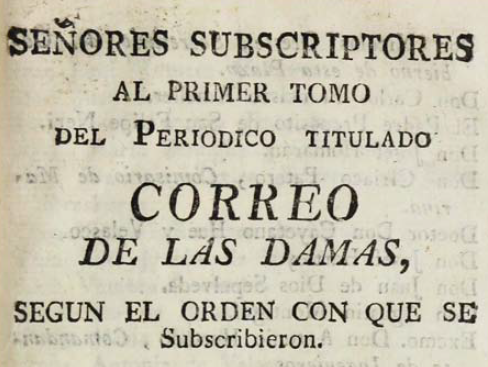 SEÑORES SUBSCRIPTORES
AL PRIMER TOMO
DEL PERIODICO TITULADO
CORREO
DE LAS DAMAS,
SEGUN EL ORDEN CON QUE SE
Subscribieron.